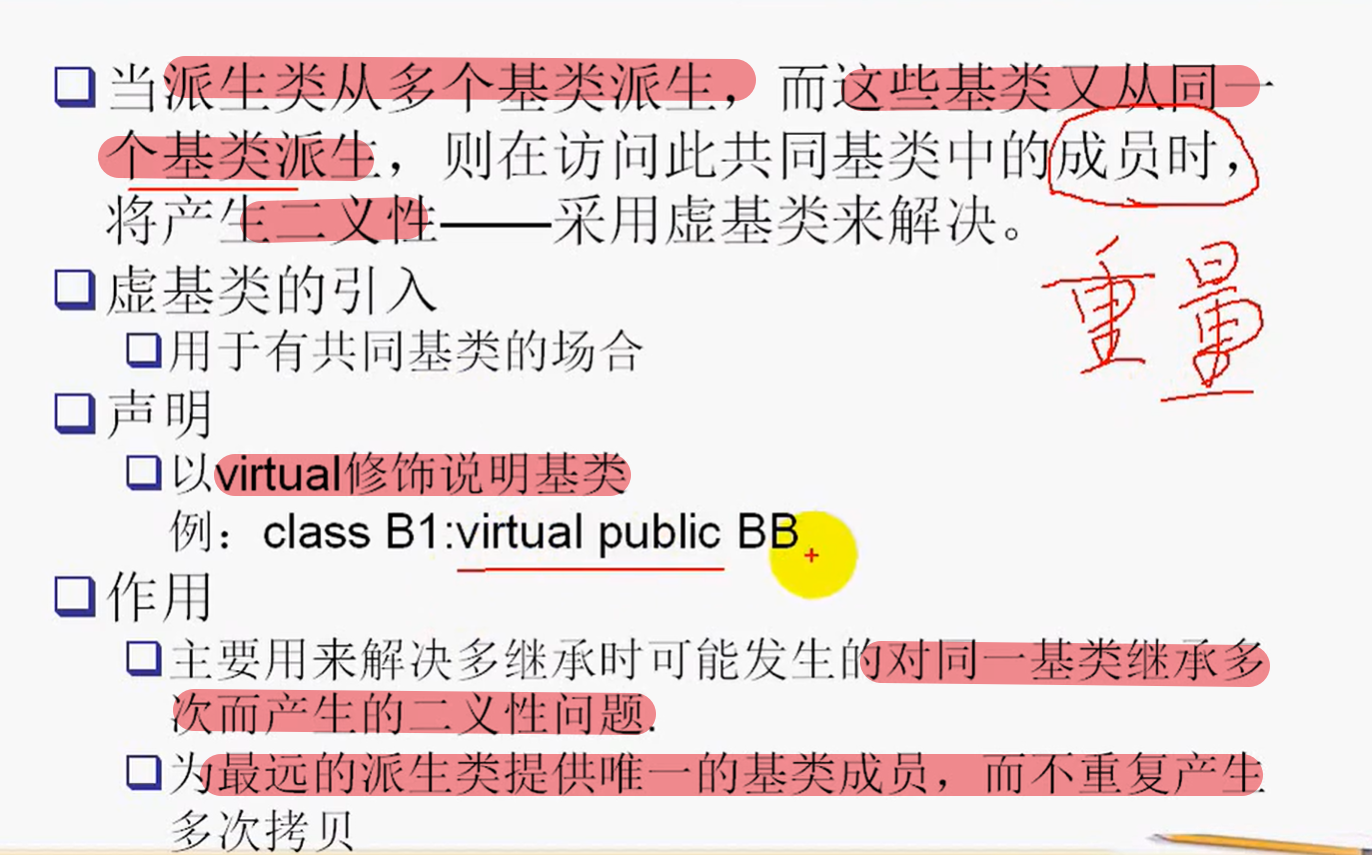 当派生类从多个基类派生，而这些基类又从同一
个基类派生，则在访问此共同基类中的成员时，
将产生二义性——采用虚基类来解决。
重量
虚基类的引入
用于有共同基类的场合
声明
以virtual修饰说明基类
例：class B1:virtual public BB
作用
主要用来解决多继承时可能发生的对同一基类继承多
次而产生的二义性问题.
为最远的派生类提供唯一的基类成员，而不重复产生
多次拷贝